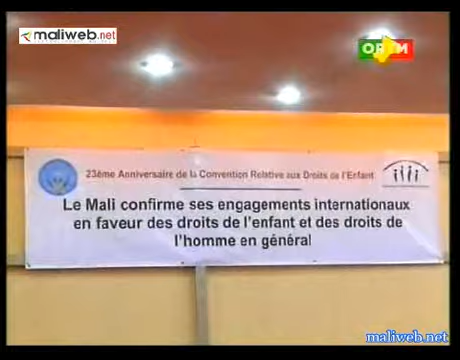 maliweb.net
ORTM
23ème Anniversaire de la Convention Relative aux Droits de l'Enfant
Le Mali confirme ses engagements internationaux
en faveur des droits de l'enfant et des droits de
l'homme en général
maliweb.net